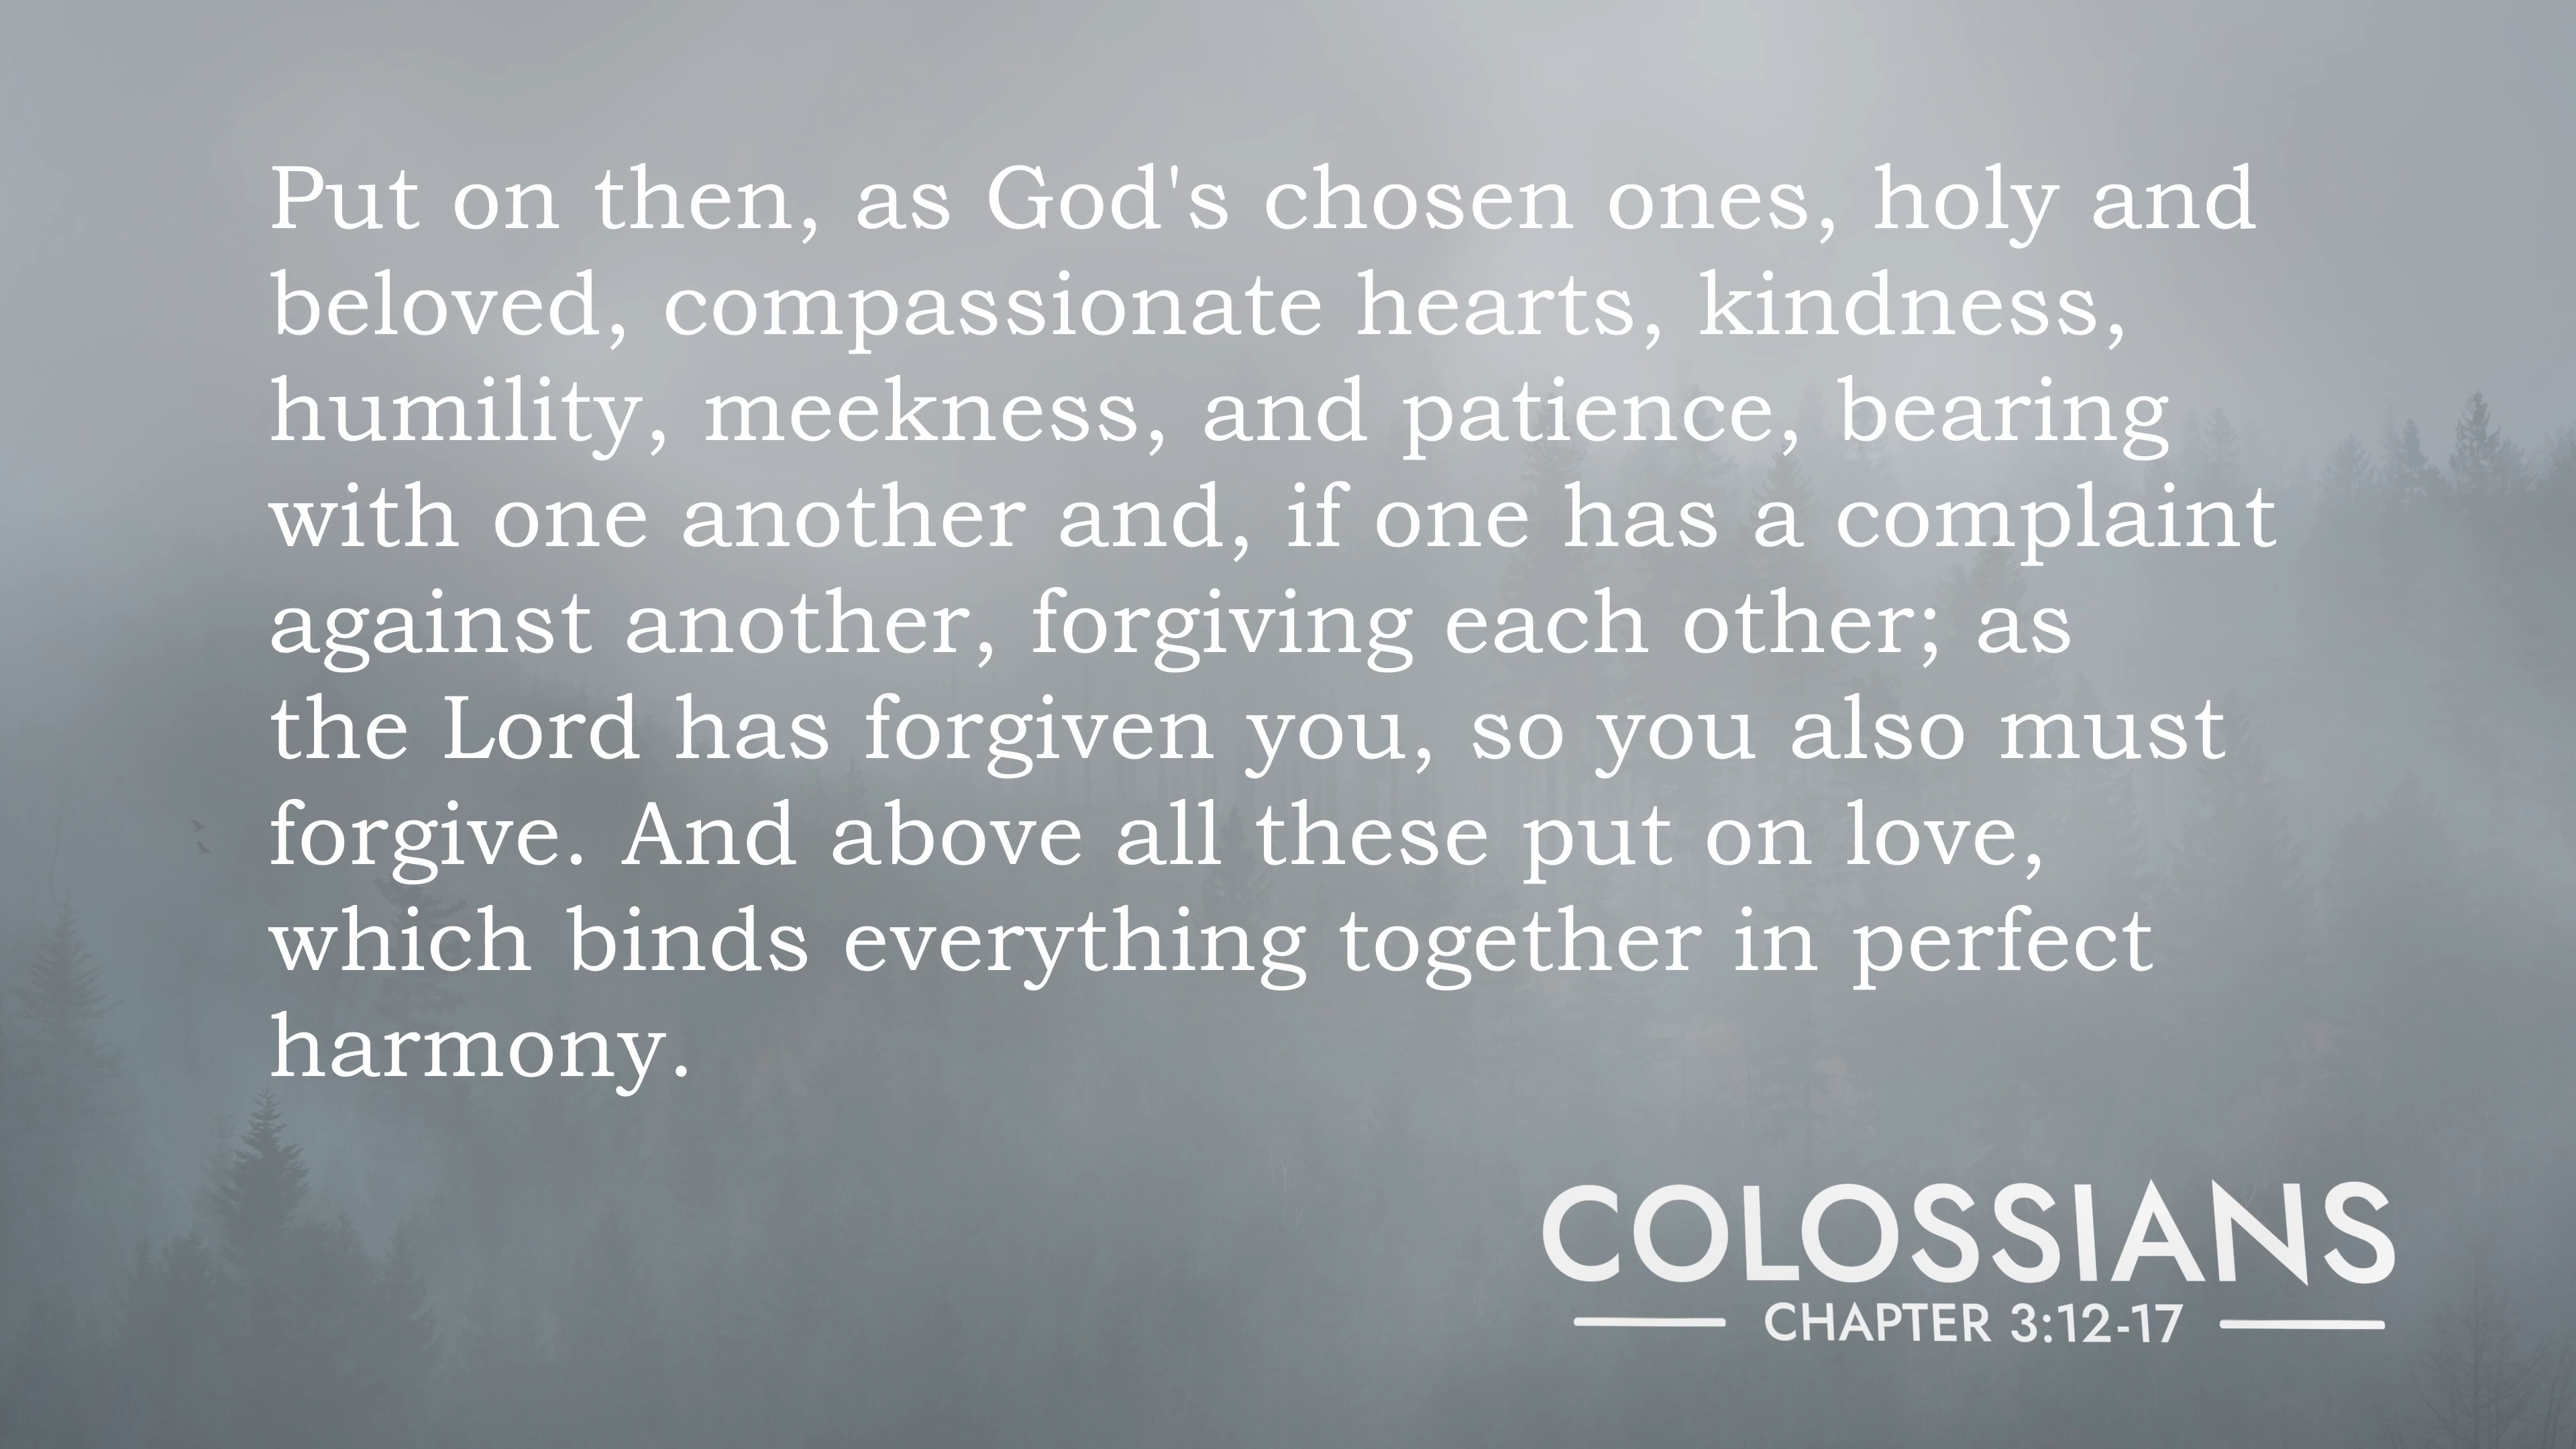 Put on then, as God's chosen ones, holy and
beloved, compassionate hearts, kindness,
humility, meekness, and patience, bearing
with one another and, if one has a complaint
against another, forgiving each other; as
the Lord has forgiven you, so you also must
forgive. And above all these put on love,
which binds everything together in perfect
harmony.
COLOSSIANS
CHAPTER 3:12-17